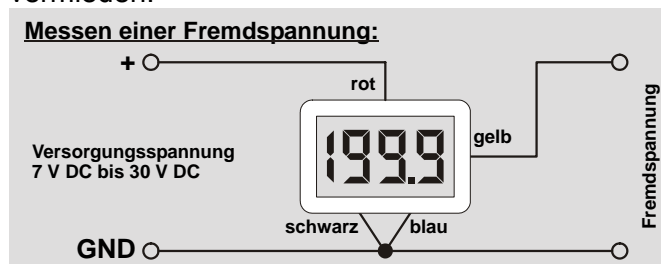 Messen einer Fremdspannung:
+
rot
199.9
gelb
Versorgungsspannung
7 V DC bis 30 V DC
Fremdspannung
schwarz
blau
GND